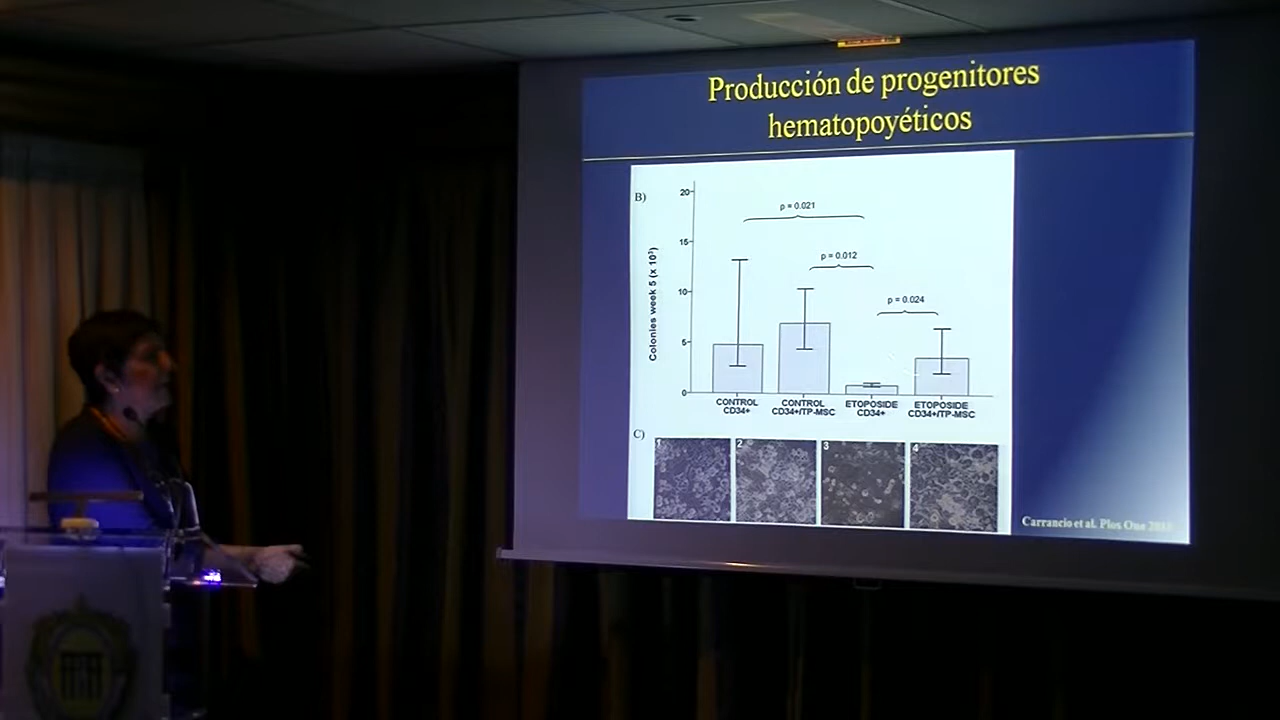 Producción de progenitores
hematopoyéticos
B)
20
p = 0.021
15
p = 0.012
10
p = 0.024
5
0
Colonies week 5 (x 10³)
CONTROL
CD34+
CONTROL
CD34+/TP-MSC
ETOPOSIDE
CD34+
ETOPOSIDE
CD34+/TP-MSC
C)
1
2
3
4
Carrancio et al. Plos One